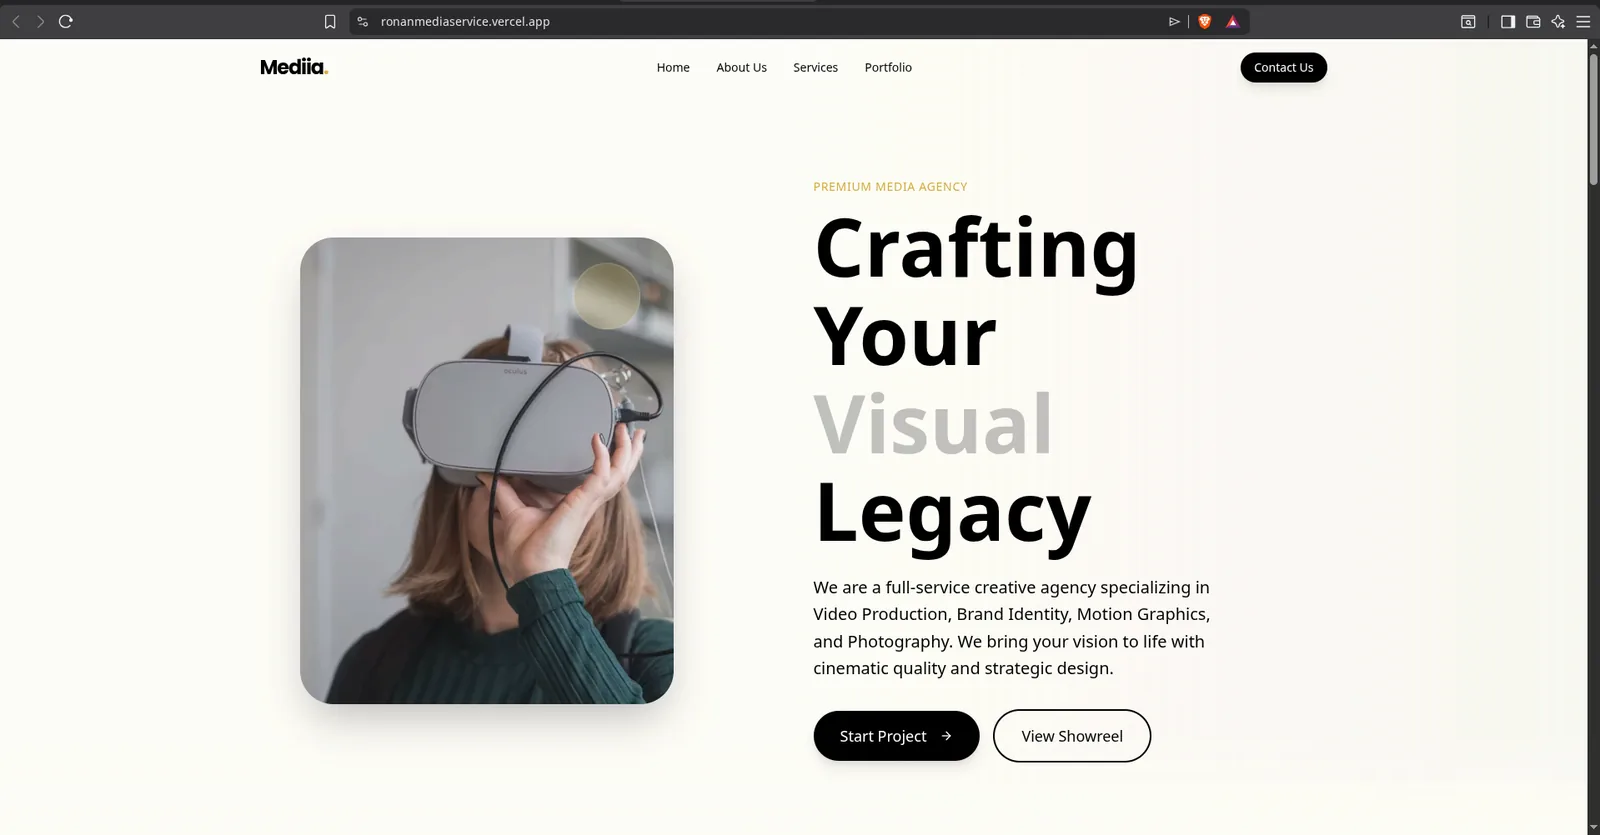 ronanmediaservice.vercel.app
Mediia.
Home
About Us
Services
Portfolio
Contact Us
PREMIUM MEDIA AGENCY
Crafting
Your
Visual
Legacy
oculus
We are a full-service creative agency specializing in
Video Production, Brand Identity, Motion Graphics,
and Photography. We bring your vision to life with
cinematic quality and strategic design.
Start Project →
View Showreel